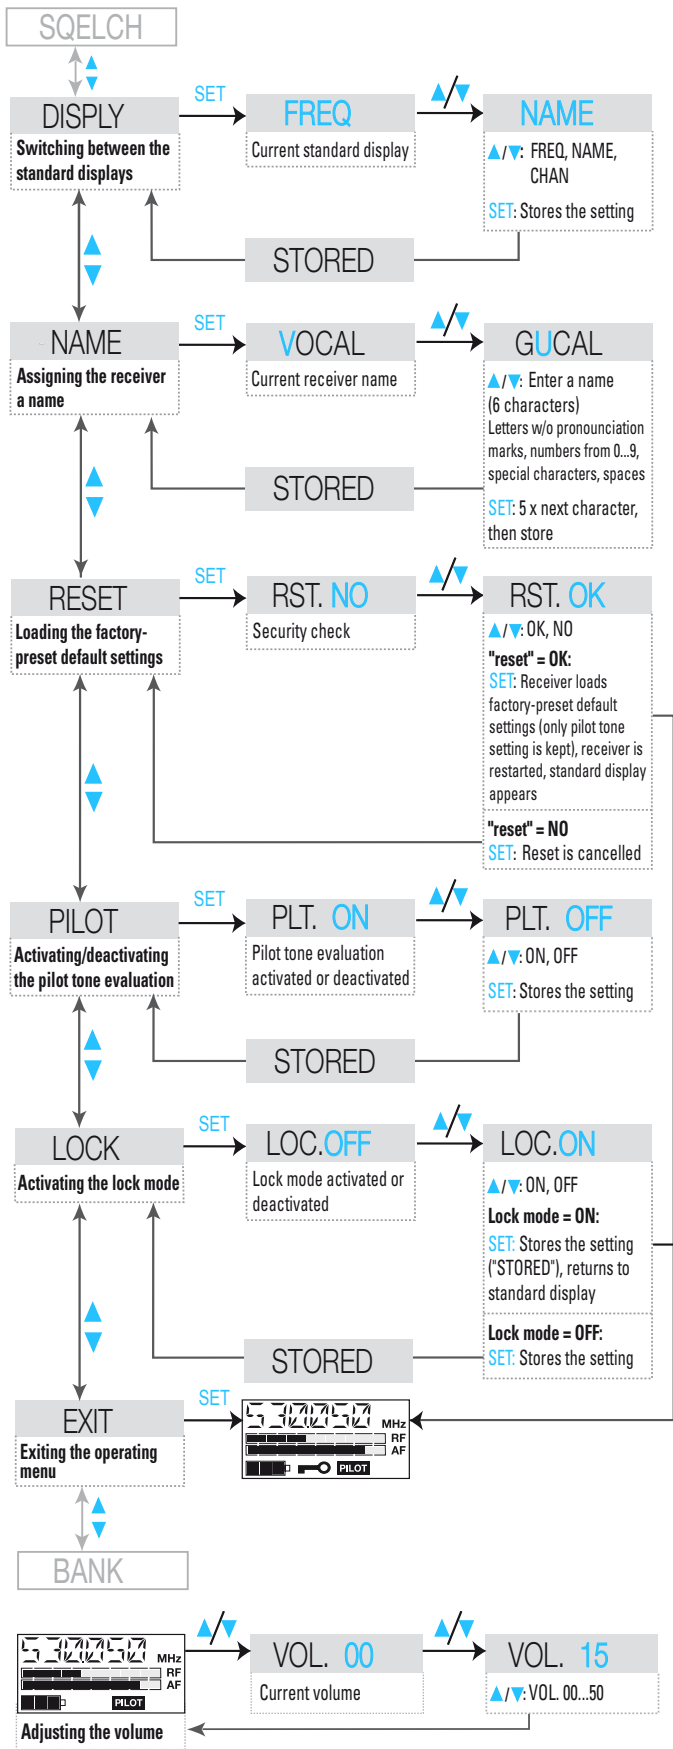 SQELCH
DISPLY
SET
FREQ
▲/▼
NAME
Switching between the
standard displays
Current standard display
▲/▼: FREQ, NAME,
CHAN
SET: Stores the setting
STORED
NAME
SET
VOCAL
▲/▼
GUCAL
Assigning the receiver
a name
Current receiver name
▲/▼: Enter a name
(6 characters)
Letters w/o pronounciation
marks, numbers from 0...9,
special characters, spaces
SET: 5 x next character,
then store
STORED
RESET
SET
RST. NO
▲/▼
RST. OK
Loading the factory-
preset default settings
Security check
▲/▼: OK, NO
"reset" = OK:
SET: Receiver loads
factory-preset default
settings (only pilot tone
setting is kept), receiver is
restarted, standard display
appears
"reset" = NO
SET: Reset is cancelled
PILOT
SET
PLT. ON
▲/▼
PLT. OFF
Activating/deactivating
the pilot tone evaluation
Pilot tone evaluation
activated or deactivated
▲/▼: ON, OFF
SET: Stores the setting
STORED
LOCK
SET
LOC.OFF
▲/▼
LOC.ON
Activating the lock mode
Lock mode activated or
deactivated
▲/▼: ON, OFF
Lock mode = ON:
SET: Stores the setting
("STORED"), returns to
standard display
Lock mode = OFF:
SET: Stores the setting
STORED
EXIT
SET
530.050 MHz
RF
AF
PILOT
Exiting the operating
menu
BANK
530.050 MHz
RF
AF
PILOT
▲/▼
VOL. 00
▲/▼
VOL. 15
Current volume
▲/▼: VOL. 00...50
Adjusting the volume